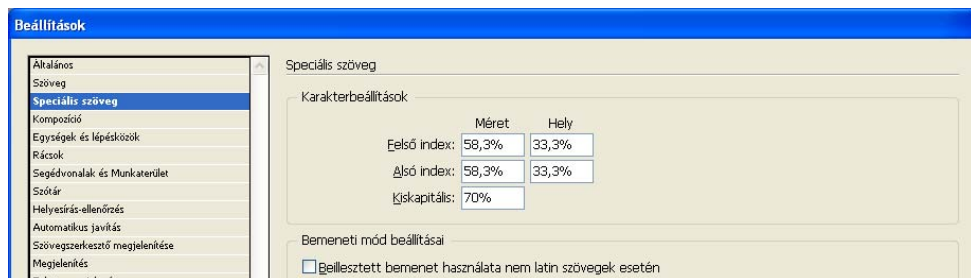 Beállítások
Általános
Szöveg
Speciális szöveg
Kompozíció
Egységek és lépésközök
Rácsok
Segédvonalak és Munkaterület
Szótár
Helyesírás-ellenőrzés
Automatikus javítás
Szövegszerkesztő megjelenítése
Megjelenítés
Speciális szöveg
Karakterbeállítások
Méret Hely
Felső index: 58,3% 33,3%
Alsó index: 58,3% 33,3%
Kiskapitális: 70%
Bemeneti mód beállításai
Beillesztett bemenet használata nem latin szövegek esetén